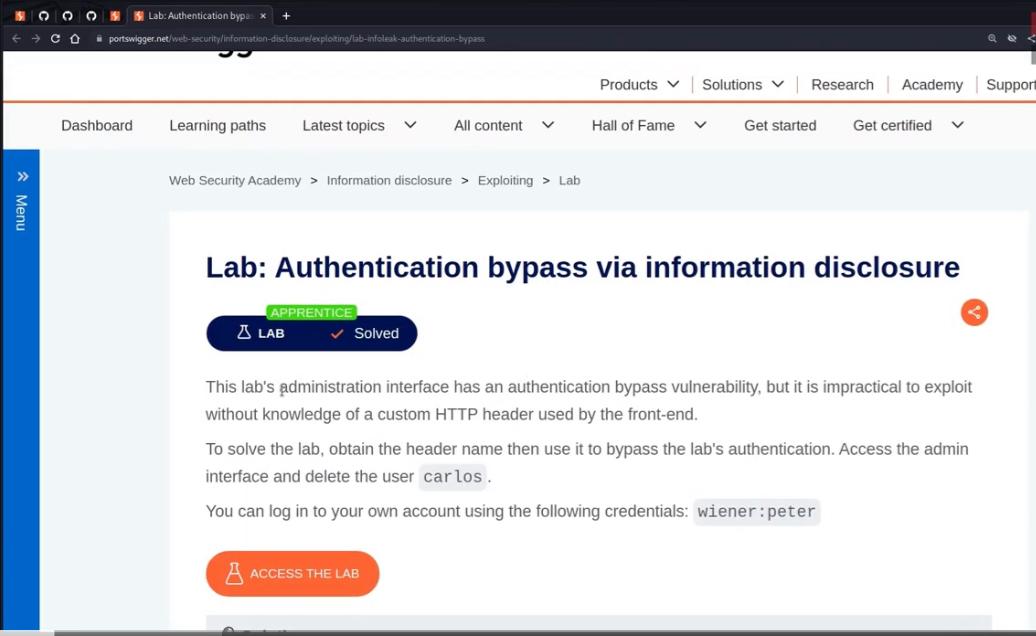 Lab: Authentication bypas
portswigger.net/web-security/information-disclosure/exploiting/lab-infoleak-authentication-bypass
Products Solutions Research Academy Support
Dashboard Learning paths Latest topics All content Hall of Fame Get started Get certified
Menu
Web Security Academy > Information disclosure > Exploiting > Lab
Lab: Authentication bypass via information disclosure
APPRENTICE
LAB Solved
This lab's administration interface has an authentication bypass vulnerability, but it is impractical to exploit
without knowledge of a custom HTTP header used by the front-end.
To solve the lab, obtain the header name then use it to bypass the lab's authentication. Access the admin
interface and delete the user carlos.
You can log in to your own account using the following credentials: wiener:peter
ACCESS THE LAB